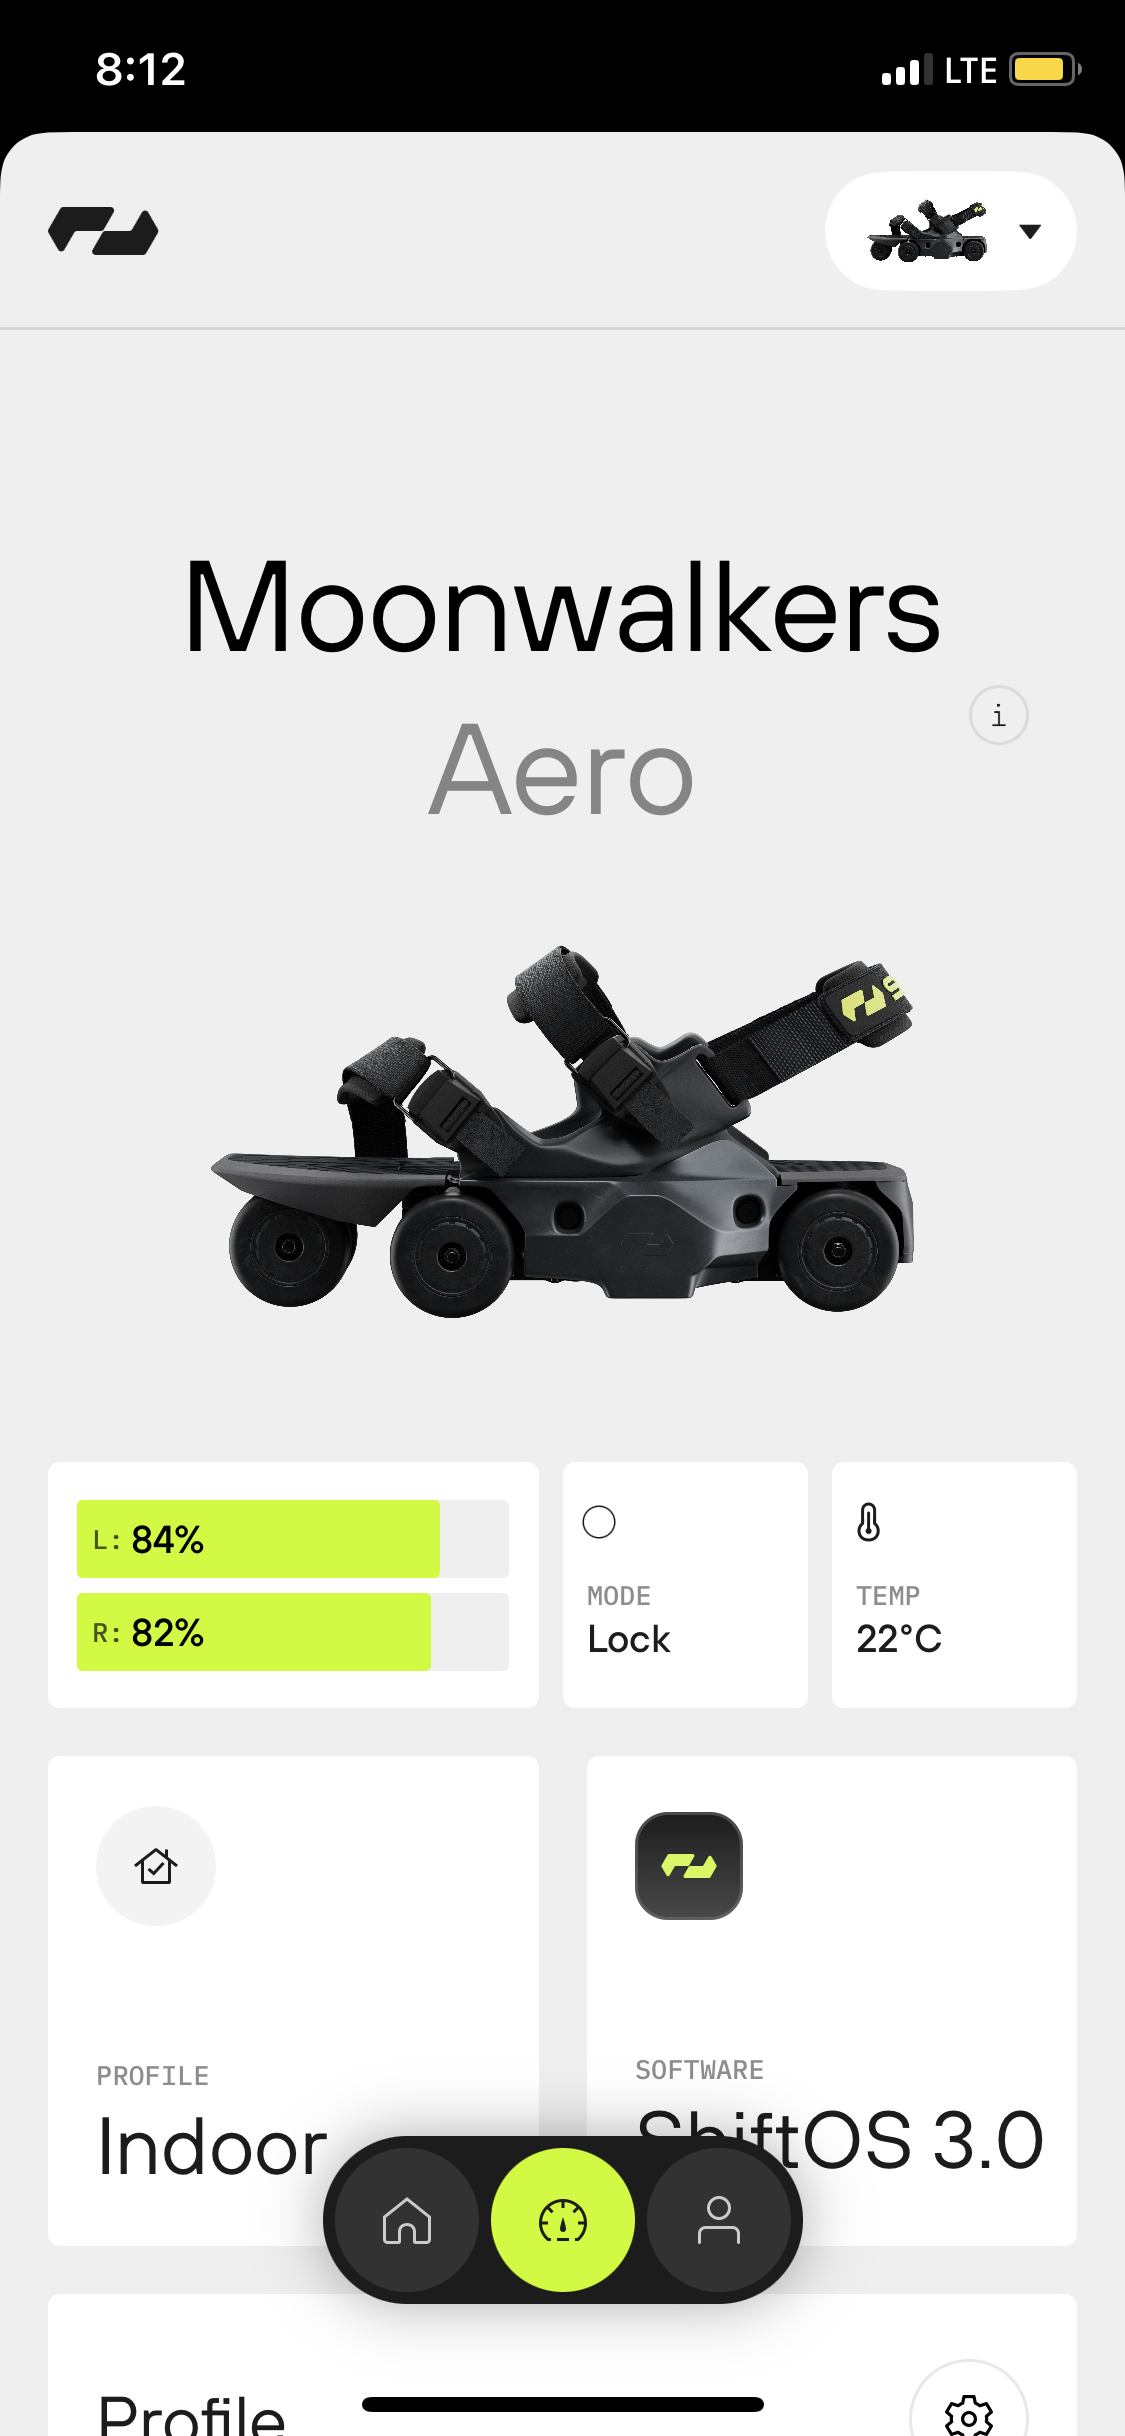 8:12
LTE
Moonwalkers
Aero
i
L: 84%
R: 82%
MODE
Lock
TEMP
22°C
PROFILE
Indoor
SOFTWARE
ShiftOS 3.0
Profile